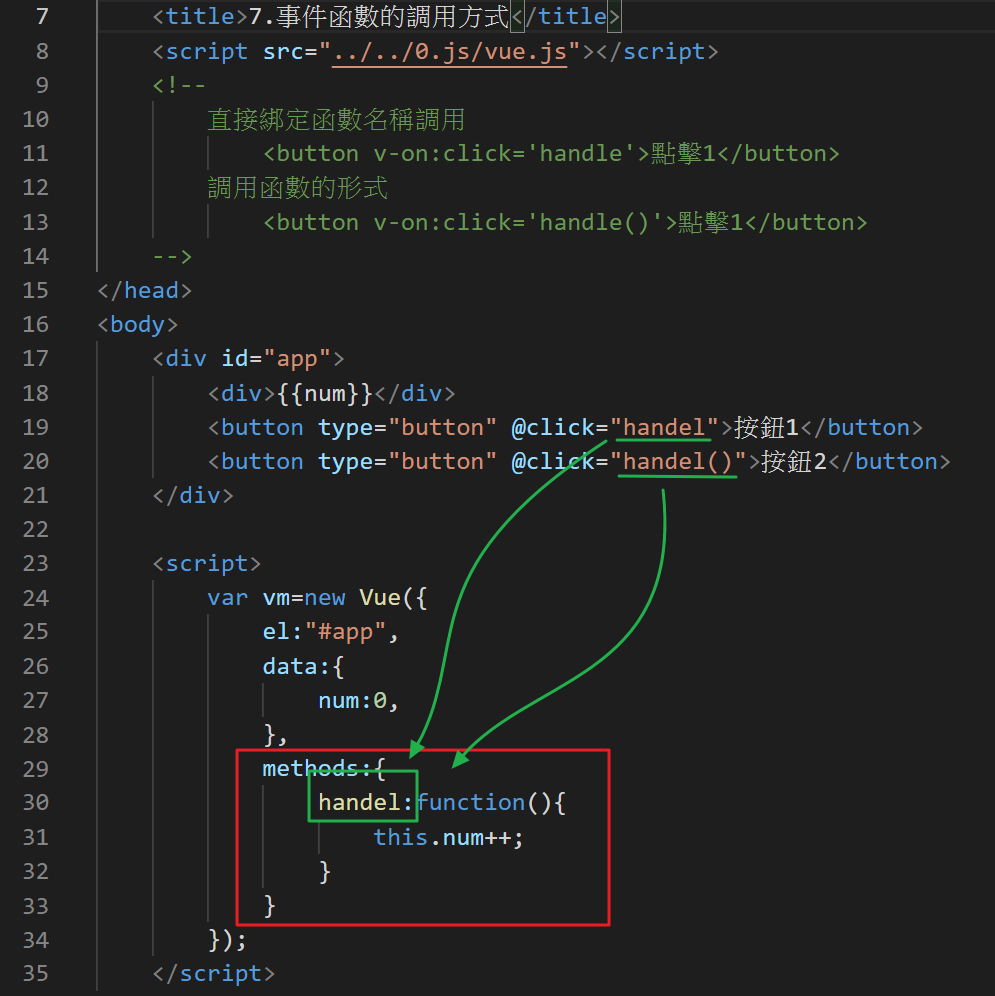 7 <title>7.事件函數的調用方式</title>
8 <script src="../../0.js/vue.js"></script>
9 <!--
10 直接綁定函數名稱調用
11 <button v-on:click='handle'>點擊1</button>
12 調用函數的形式
13 <button v-on:click='handle()'>點擊1</button>
14 -->
15 </head>
16 <body>
17 <div id="app">
18 <div>{{num}}</div>
19 <button type="button" @click="handel">按鈕1</button>
20 <button type="button" @click="handel()">按鈕2</button>
21 </div>
22
23 <script>
24 var vm=new Vue({
25 el:"#app",
26 data:{
27 num:0,
28 },
29 methods:{
30 handel:function(){
31 this.num++;
32 }
33 }
34 });
35 </script>